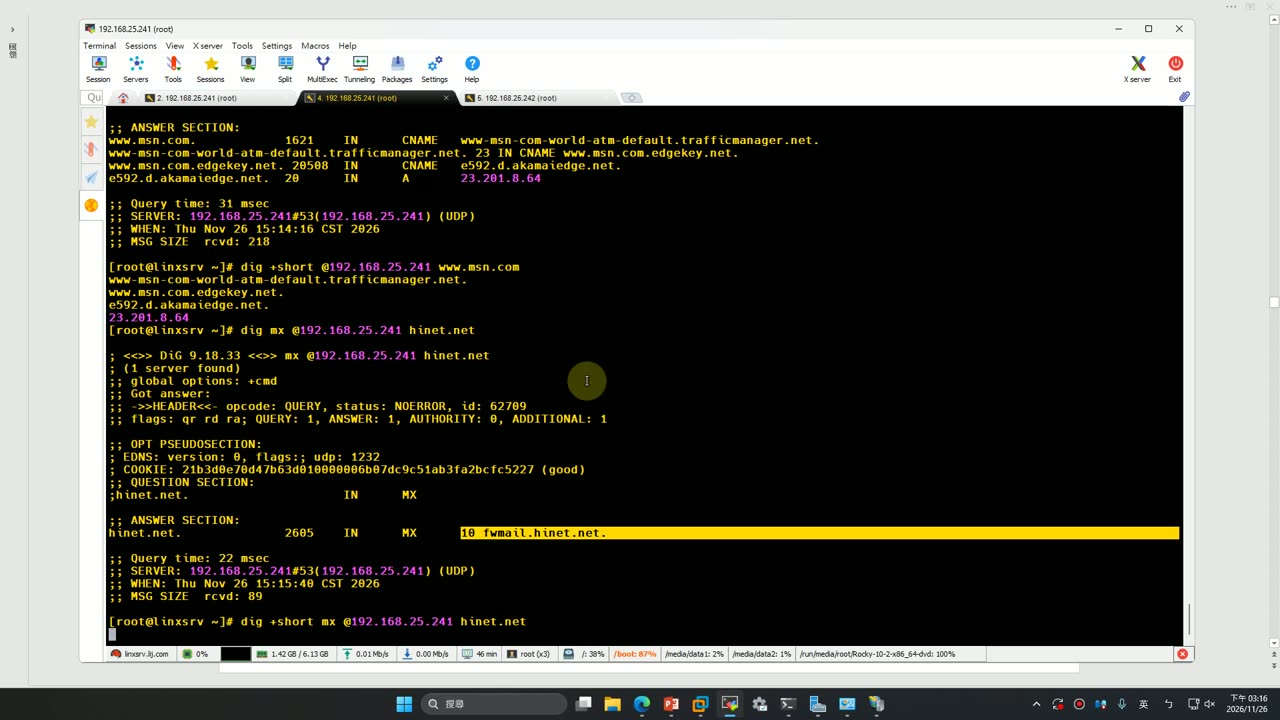 192.168.25.241 (root)
Terminal Sessions View X server Tools Settings Macros Help
Session Servers Tools Sessions View Split MultiExec Tunneling Packages Settings Help X server Exit
Qu 2. 192.168.25.241 (root) 4. 192.168.25.241 (root) 5. 192.168.25.242 (root)
;; ANSWER SECTION:
www.msn.com. 1621 IN CNAME www-msn-com-world-atm-default.trafficmanager.net.
www-msn-com-world-atm-default.trafficmanager.net. 23 IN CNAME www.msn.com.edgekey.net.
www.msn.com.edgekey.net. 20508 IN CNAME e592.d.akamaiedge.net.
e592.d.akamaiedge.net. 20 IN A 23.201.8.64
;; Query time: 31 msec
;; SERVER: 192.168.25.241#53(192.168.25.241) (UDP)
;; WHEN: Thu Nov 26 15:14:16 CST 2026
;; MSG SIZE rcvd: 218
[root@linxsrv ~]# dig +short @192.168.25.241 www.msn.com
www-msn-com-world-atm-default.trafficmanager.net.
www.msn.com.edgekey.net.
e592.d.akamaiedge.net.
23.201.8.64
[root@linxsrv ~]# dig mx @192.168.25.241 hinet.net
; <<>> DiG 9.18.33 <<>> mx @192.168.25.241 hinet.net
; (1 server found)
;; global options: +cmd
;; Got answer:
;; ->>HEADER<<- opcode: QUERY, status: NOERROR, id: 62709
;; flags: qr rd ra; QUERY: 1, ANSWER: 1, AUTHORITY: 0, ADDITIONAL: 1
;; OPT PSEUDOSECTION:
; EDNS: version: 0, flags:; udp: 1232
; COOKIE: 21b3d0e70d47b63d010000006b07dc9c51ab3fa2bcfc5227 (good)
;; QUESTION SECTION:
;hinet.net. IN MX
;; ANSWER SECTION:
hinet.net. 2605 IN MX 10 fwmail.hinet.net.
;; Query time: 22 msec
;; SERVER: 192.168.25.241#53(192.168.25.241) (UDP)
;; WHEN: Thu Nov 26 15:15:40 CST 2026
;; MSG SIZE rcvd: 89
[root@linxsrv ~]# dig +short mx @192.168.25.241 hinet.net
linxsrv.lij.com 0% 1.42 GB / 6.13 GB 0.01 Mb/s 0.00 Mb/s 46 min root (x3) /: 38% /boot: 87% /media/data1: 2% /media/data2: 1% /run/media/root/Rocky-10-2-x86_64-dvd: 100%
搜尋
英
下午 03:16
2026/11/26